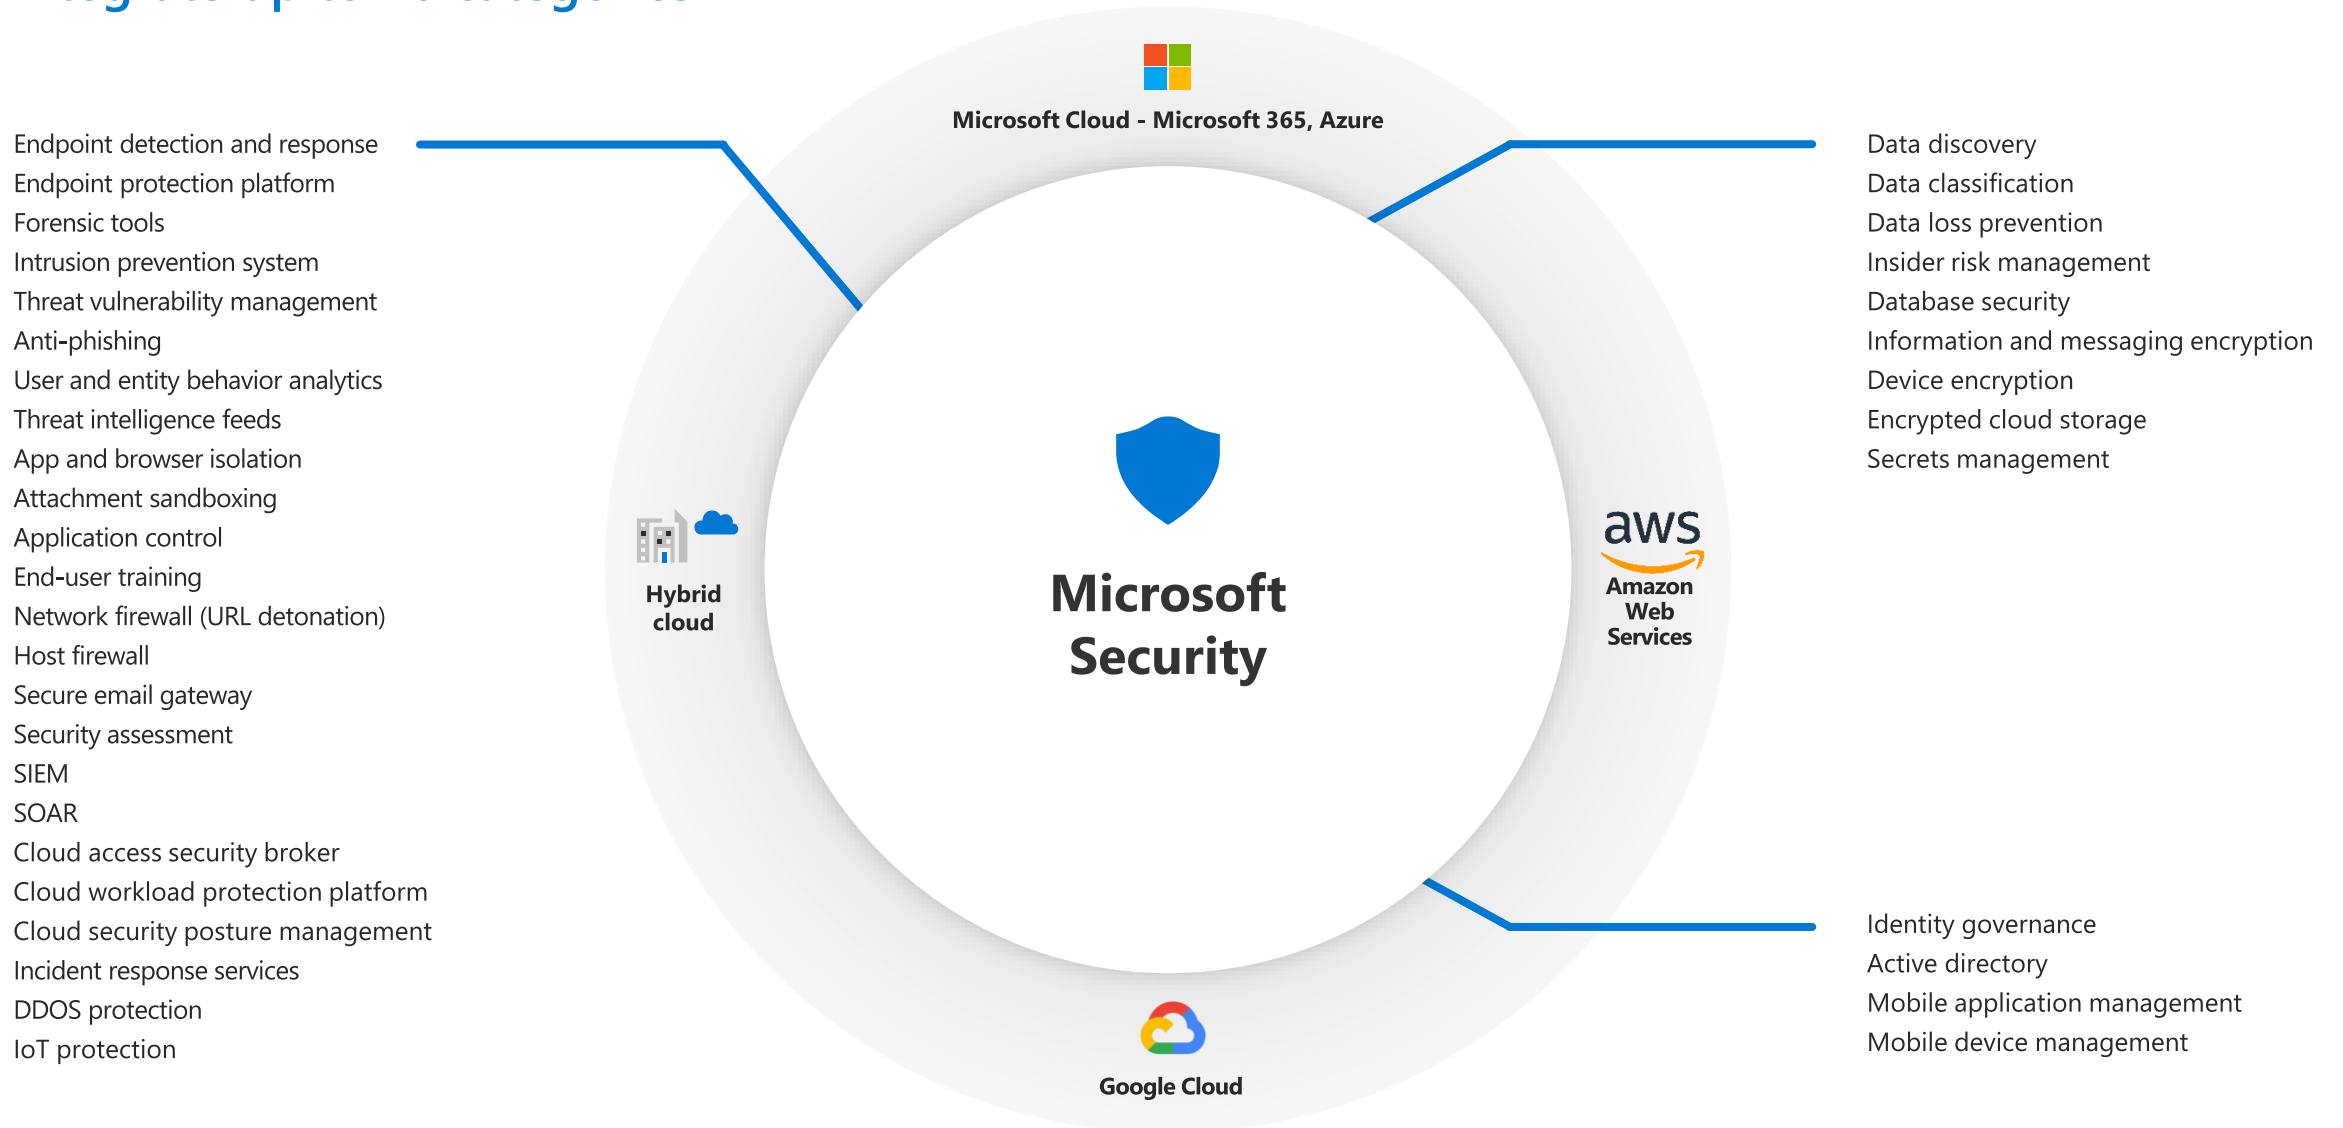 Microsoft Cloud - Microsoft 365, Azure
Endpoint detection and response
Endpoint protection platform
Forensic tools
Intrusion prevention system
Threat vulnerability management
Anti-phishing
User and entity behavior analytics
Threat intelligence feeds
App and browser isolation
Attachment sandboxing
Application control
End-user training
Network firewall (URL detonation)
Host firewall
Secure email gateway
Security assessment
SIEM
SOAR
Cloud access security broker
Cloud workload protection platform
Cloud security posture management
Incident response services
DDOS protection
IoT protection
Hybrid
cloud
Microsoft
Security
aws
Amazon
Web
Services
Google Cloud
Data discovery
Data classification
Data loss prevention
Insider risk management
Database security
Information and messaging encryption
Device encryption
Encrypted cloud storage
Secrets management
Identity governance
Active directory
Mobile application management
Mobile device management